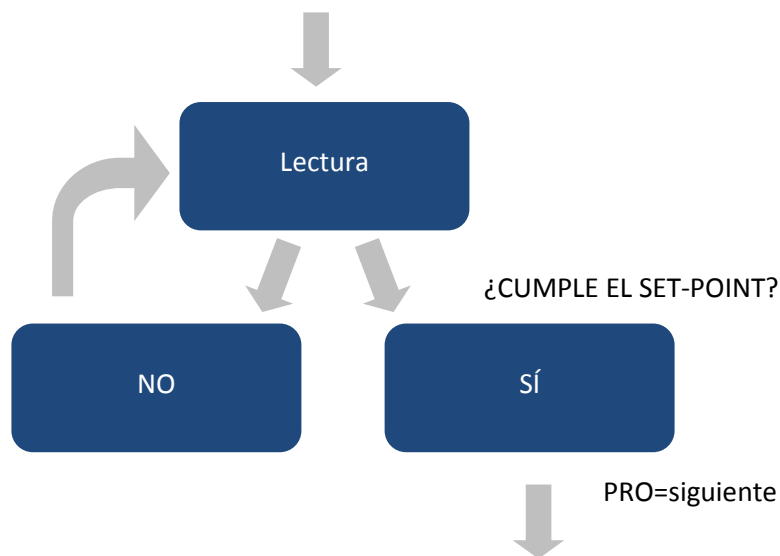 Lectura
¿CUMPLE EL SET-POINT?
NO
SÍ
PRO=siguiente